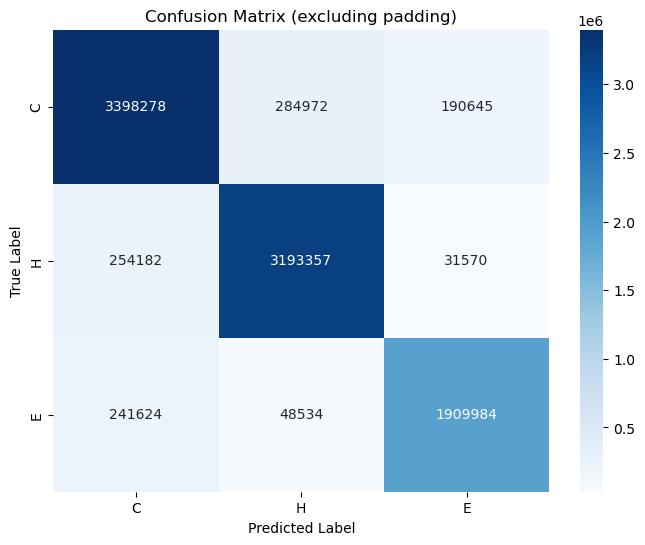 Confusion Matrix (excluding padding)
1e6
C 3398278 284972 190645
H 254182 3193357 31570
E 241624 48534 1909984
True Label
C H E
Predicted Label
3.0
2.5
2.0
1.5
1.0
0.5